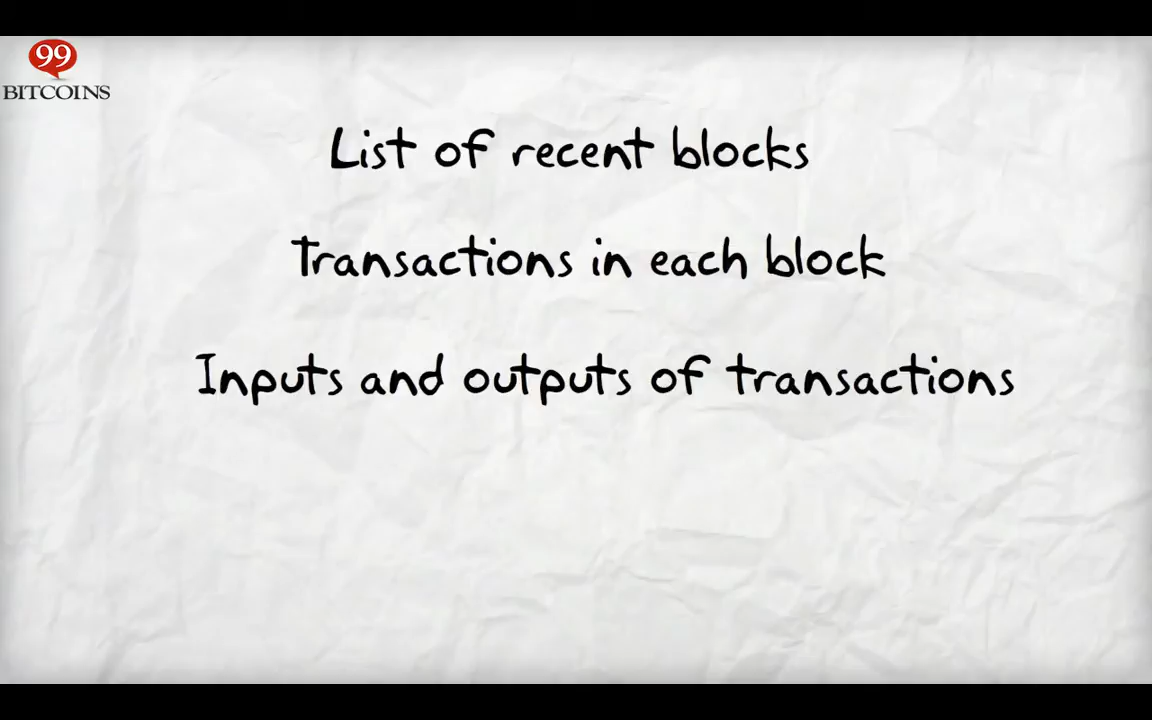 99
BITCOINS
List of recent blocks
Transactions in each block
Inputs and outputs of transactions